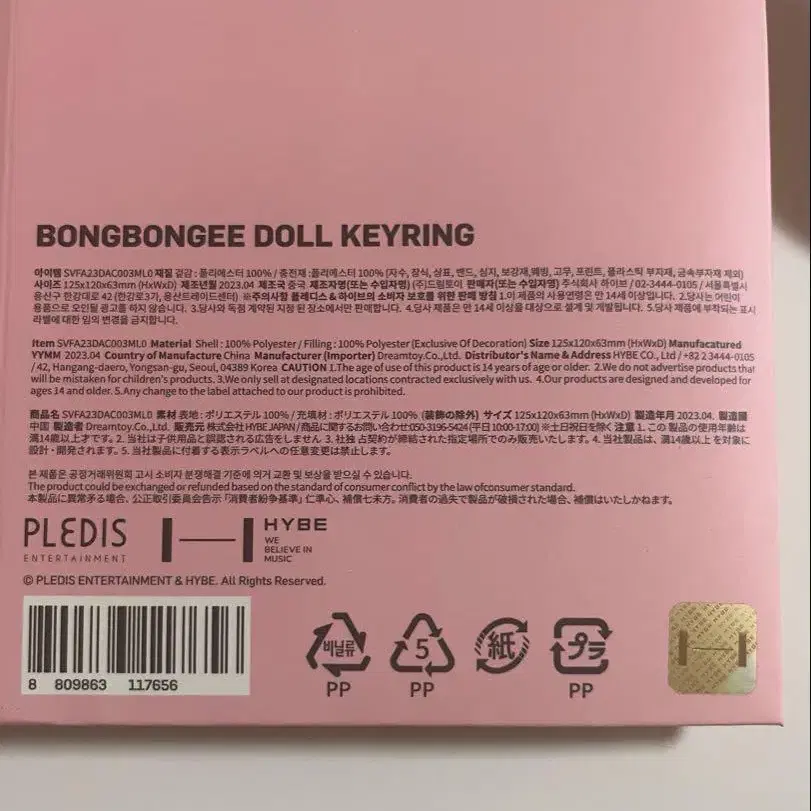 BONGBONGEE DOLL KEYRING
아이템 SVFA23DAC003ML0 재질 겉감 : 폴리에스터 100% / 충전재 :폴리에스터 100% (자수, 장식, 상표, 밴드, 심지, 보강재,웨빙, 고무, 프린트, 플라스틱 부자재, 금속부자재 제외)
사이즈 125x120x63mm (HxWxD) 제조년월 2023.04 제조국 중국 제조자명(또는 수입자명) (주)드림토이 판매자(또는 수입자명) 주식회사 하이브 / 02-3444-0105 / 서울특별시
용산구 한강대로 42 (한강로3가, 용산트레이드센터) ※주의사항 플레디스 & 하이브의 소비자 보호를 위한 판매 방침 1.이 제품의 사용연령은 만 14세 이상입니다. 2.당사는 어린이
용품으로 오인될 광고를 하지 않습니다. 3.당사와 독점 계약된 지정 된 장소에서만 판매합니다. 4.당사 제품은 만 14세 이상을 대상으로 설계 및 개발됩니다. 5.당사 제품에 부착되는 표시
라벨에 대한 임의 변경을 금지합니다.
Item SVFA23DAC003ML0 Material Shell : 100% Polyester / Filling : 100% Polyester (Exclusive Of Decoration) Size 125x120x63mm (HxWxD) Manufacatured
YYMM 2023.04 Country of Manufacture China Manufacturer (Importer) Dreamtoy.Co.,Ltd. Distributor's Name & Address HYBE CO., Ltd / +82 2 3444-0105
/ 42, Hangang-daero, Yongsan-gu, Seoul, 04389 Korea CAUTION 1.The age of use of this product is 14 years of age or older. 2.We do not advertise products that
will be mistaken for children's products. 3.We only sell at designated locations contracted exclusively with us. 4.Our products are designed and developed for
ages 14 and older. 5.Any change to the label attached to our product is prohibited.
商品名 SVFA23DAC003ML0 素材 表地 : ポリエステル 100% / 充填材 : ポリエステル 100% (装飾の除外) サイズ 125x120x63mm (HxWxD) 製造年月 2023.04. 製造國
中国 製造者 Dreamtoy.Co.,Ltd. 販売元 株式会社 HYBE JAPAN / 商品に関するお問い合わせ:050-3196-5424 (平日 10:00-17:00) ※土日祝日を除く 注意 1. この 製品の使用年齢は
満14歳以上才です。 2. 当社は子供用品と誤認される広告をしません 3. 社独 占契約が締結された指定場所でのみ販売いたします。 4. 当社製品は、満14歳以上 を対象に
設計・開発されます。 5. 当社製品に付着する表示ラベルへの任意変更は禁止します。
본 제품은 공정거래위원회 고시 소비자 분쟁해결 기준에 의거 교환 및 보상을 받으실 수 있습니다.
The product could be exchanged or refunded based on the standard of consumer conflict by the law ofconsumer standard.
本製品に異常矛る場合、公正取引委員会告示「消費者紛争基準」仁準心、補償七未方。消費者の過失で製品が破損された場合、補償はいたしかねます。
PLEDIS
ENTERTAINMENT
HYBE
WE
BELIEVE IN
MUSIC
© PLEDIS ENTERTAINMENT & HYBE. All Rights Reserved.
8 809863 117656
비닐류 5 紙 プラ
PP PP PP